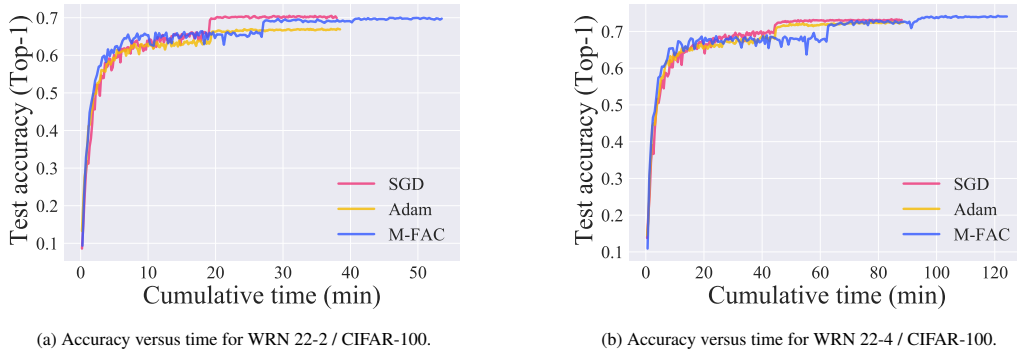 0.7
0.6
0.5
0.4
0.3
0.2
0.1
Test accuracy (Top-1)
SGD
Adam
M-FAC
0 10 20 30 40 50
Cumulative time (min)
(a) Accuracy versus time for WRN 22-2 / CIFAR-100.
0.7
0.6
0.5
0.4
0.3
0.2
0.1
Test accuracy (Top-1)
SGD
Adam
M-FAC
0 20 40 60 80 100 120
Cumulative time (min)
(b) Accuracy versus time for WRN 22-4 / CIFAR-100.